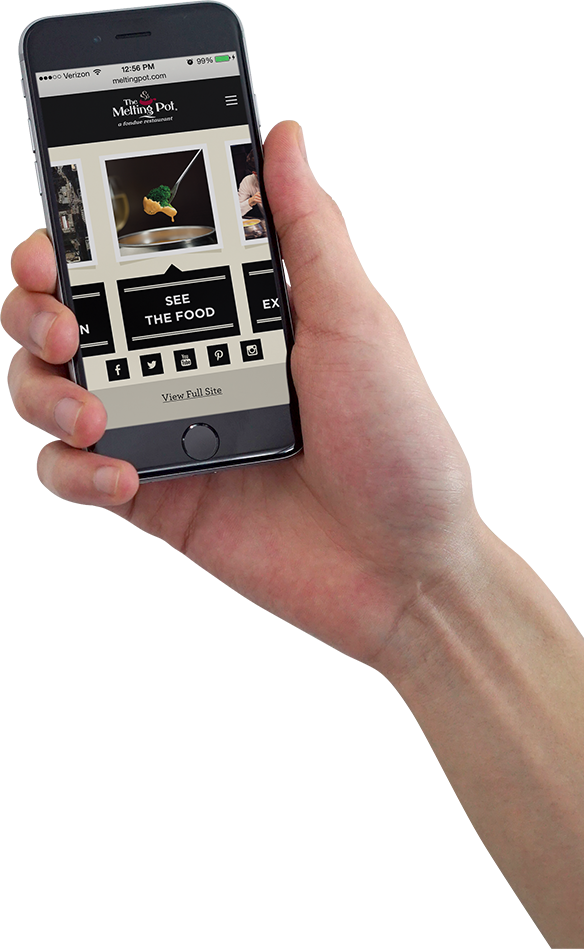 ●●●○○ Verizon 12:56 PM 99%
meltingpot.com
The
Melting Pot.
a fondue restaurant
N
SEE
THE FOOD
EX
f You Tube
View Full Site